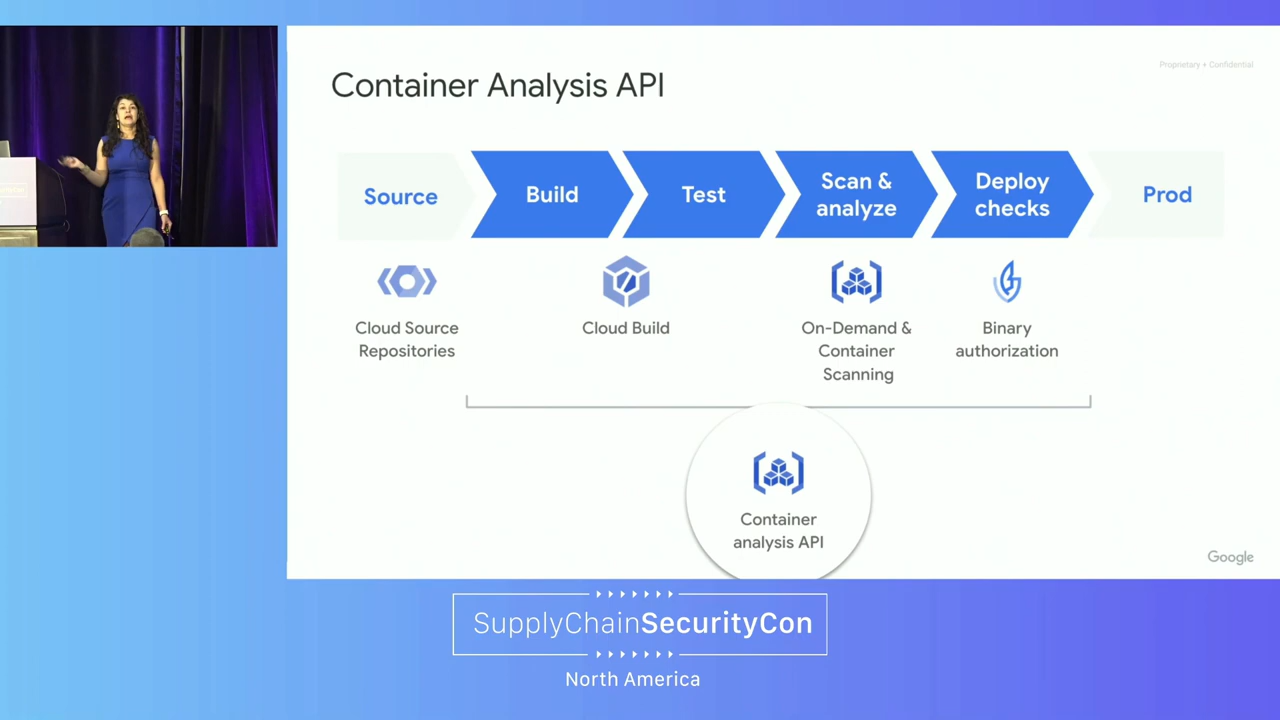 Container Analysis API
Proprietary + Confidential
Source
Build
Test
Scan &
analyze
Deploy
checks
Prod
Cloud Source
Repositories
Cloud Build
On-Demand &
Container
Scanning
Binary
authorization
Container
analysis API
Google
SupplyChainSecurityCon
North America